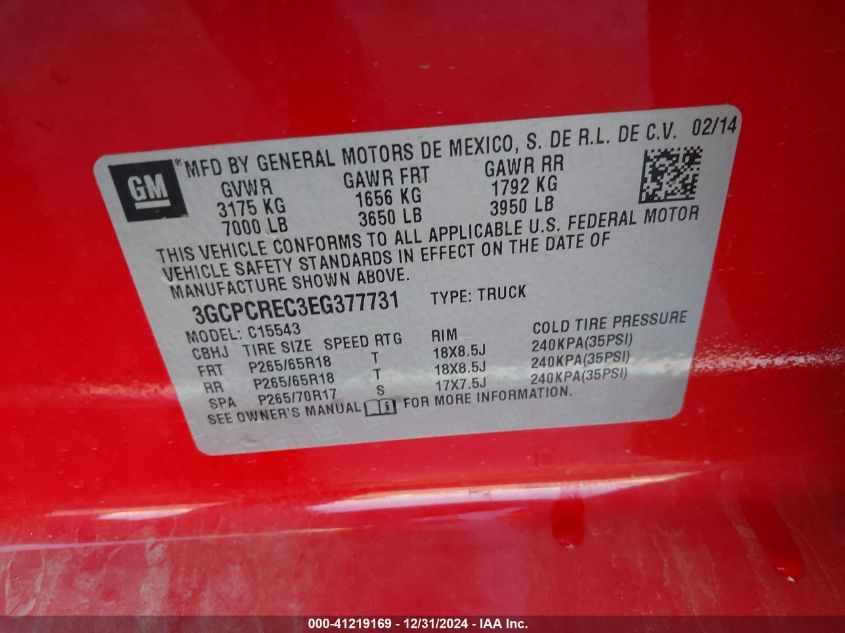 GM ® MFD BY GENERAL MOTORS DE MEXICO, S. DE R.L. DE C.V. 02/14
GVWR GAWR FRT GAWR RR
3175 KG 1656 KG 1792 KG
7000 LB 3650 LB 3950 LB
THIS VEHICLE CONFORMS TO ALL APPLICABLE U.S. FEDERAL MOTOR
VEHICLE SAFETY STANDARDS IN EFFECT ON THE DATE OF
MANUFACTURE SHOWN ABOVE.
3GCPCREC3EG377731 TYPE: TRUCK
MODEL: C15543
CBHJ TIRE SIZE SPEED RTG RIM COLD TIRE PRESSURE
FRT P265/65R18 T 18X8.5J 240KPA(35PSI)
RR P265/65R18 T 18X8.5J 240KPA(35PSI)
SPA P265/70R17 S 17X7.5J 240KPA(35PSI)
SEE OWNER'S MANUAL FOR MORE INFORMATION.
000-41219169 - 12/31/2024 - IAA Inc.